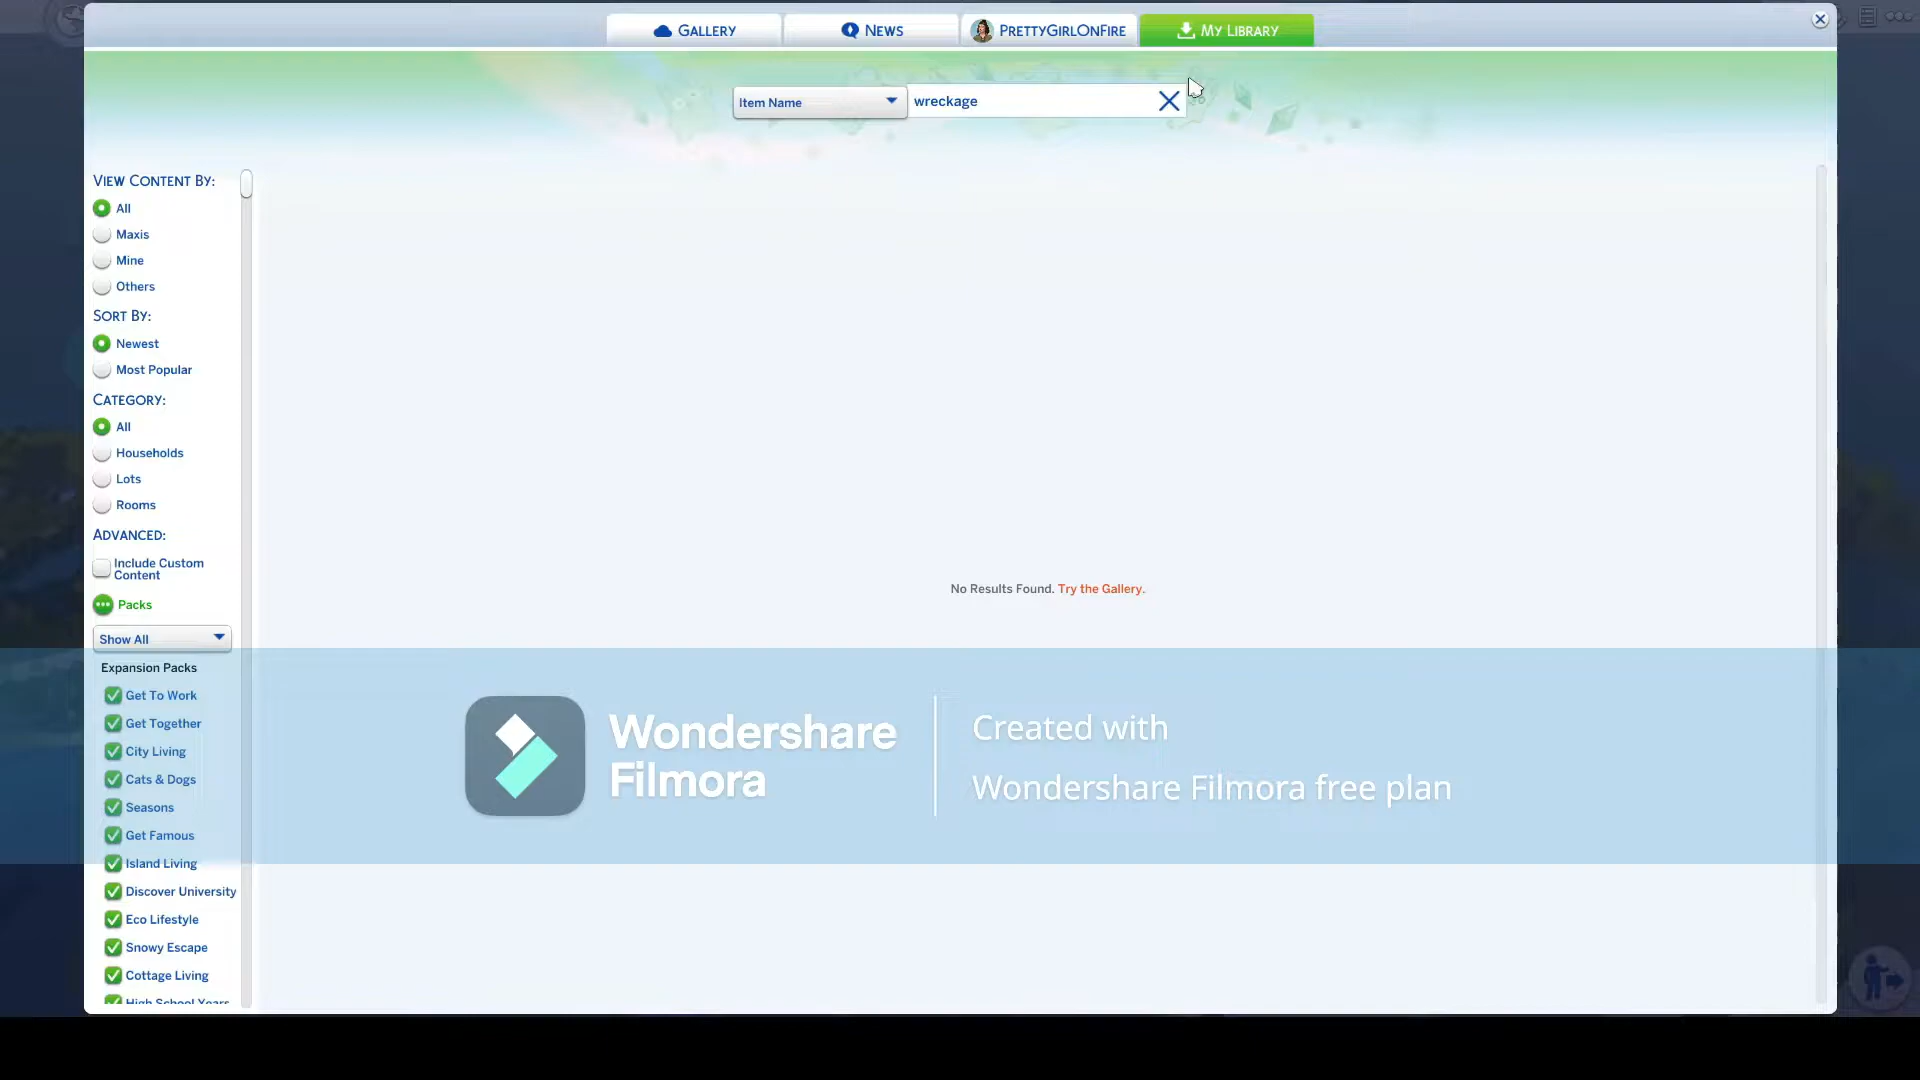 GALLERY
NEWS
PRETTYGIRLONFIRE
MY LIBRARY
Item Name
wreckage
VIEW CONTENT BY:
All
Maxis
Mine
Others
SORT BY:
Newest
Most Popular
CATEGORY:
All
Households
Lots
Rooms
ADVANCED:
Include Custom
Content
Packs
Show All
Expansion Packs
Get To Work
Get Together
City Living
Cats & Dogs
Seasons
Get Famous
Island Living
Discover University
Eco Lifestyle
Snowy Escape
Cottage Living
High School Years
No Results Found. Try the Gallery.
Wondershare
Filmora
Created with
Wondershare Filmora free plan